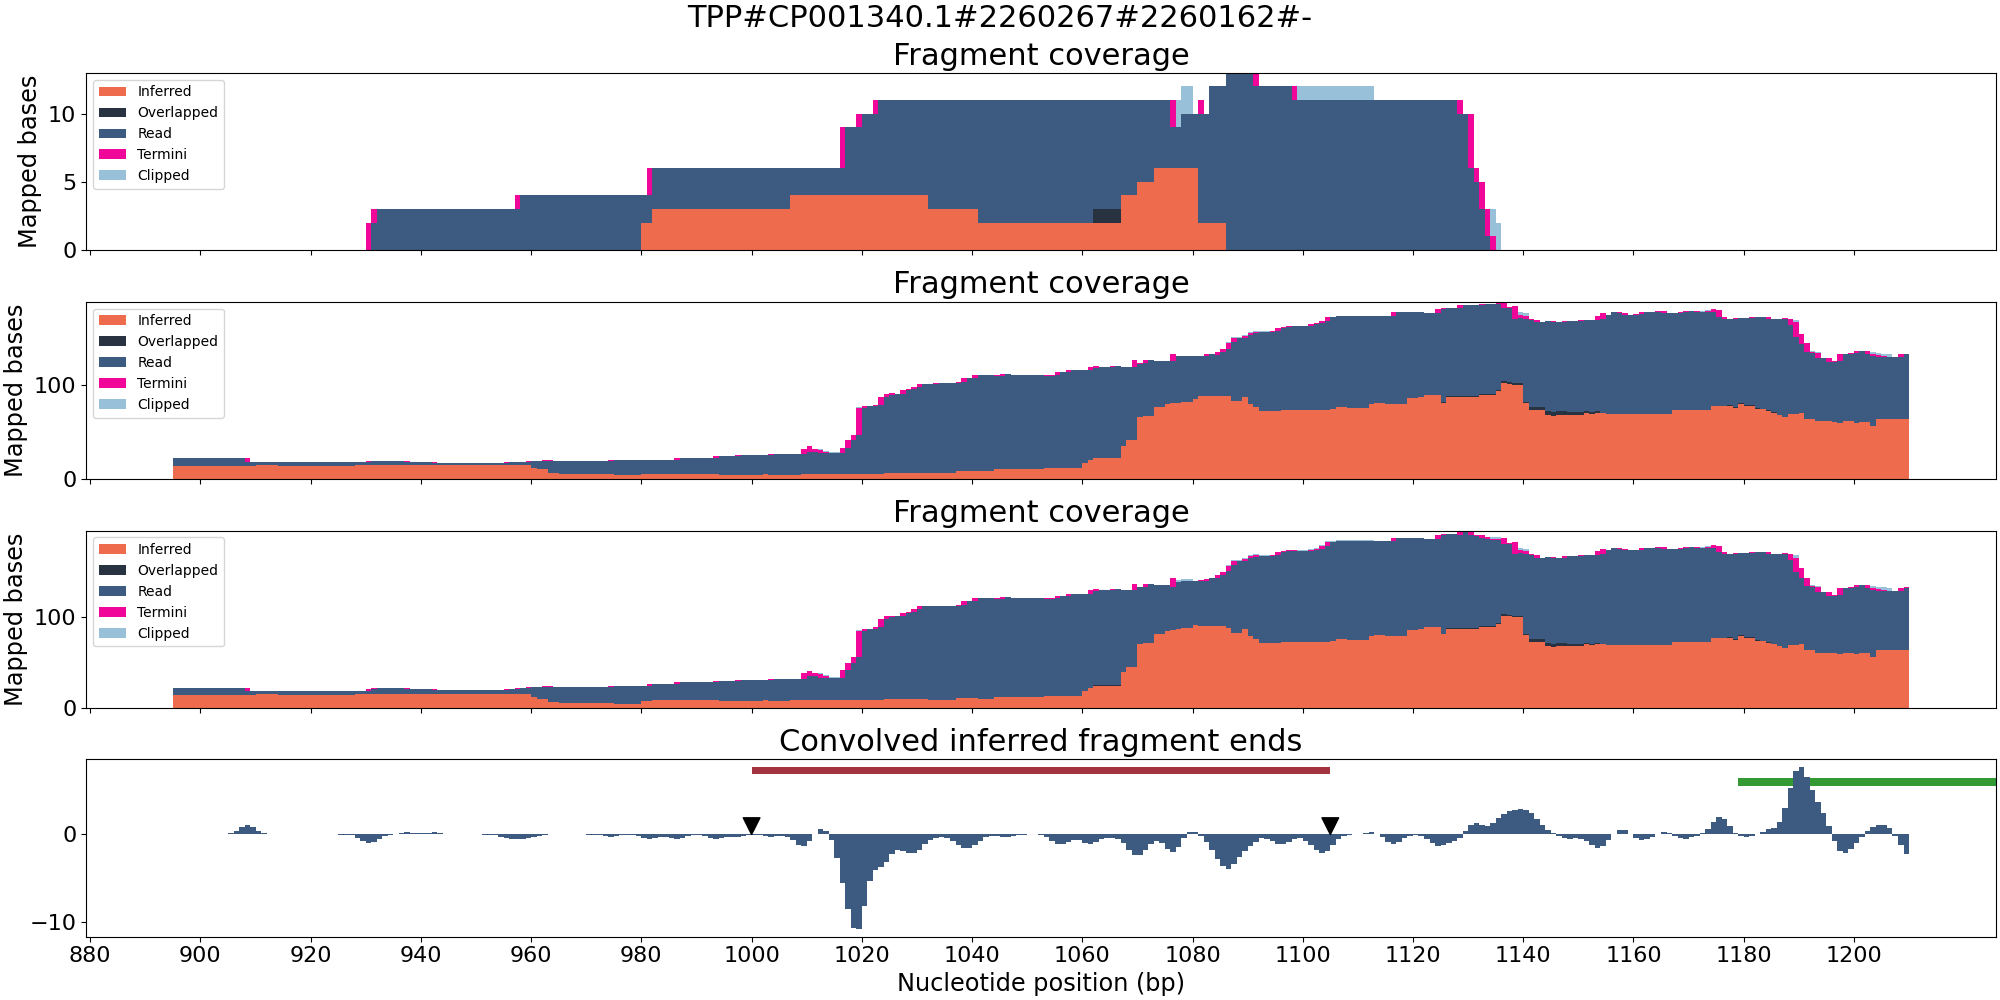 TPP#CP001340.1#2260267#2260162#-
Fragment coverage
Mapped bases
10
5
0
Inferred
Overlapped
Read
Termini
Clipped
Fragment coverage
Mapped bases
100
0
Inferred
Overlapped
Read
Termini
Clipped
Fragment coverage
Mapped bases
100
0
Inferred
Overlapped
Read
Termini
Clipped
Convolved inferred fragment ends
0
−10
880 900 920 940 960 980 1000 1020 1040 1060 1080 1100 1120 1140 1160 1180 1200
Nucleotide position (bp)